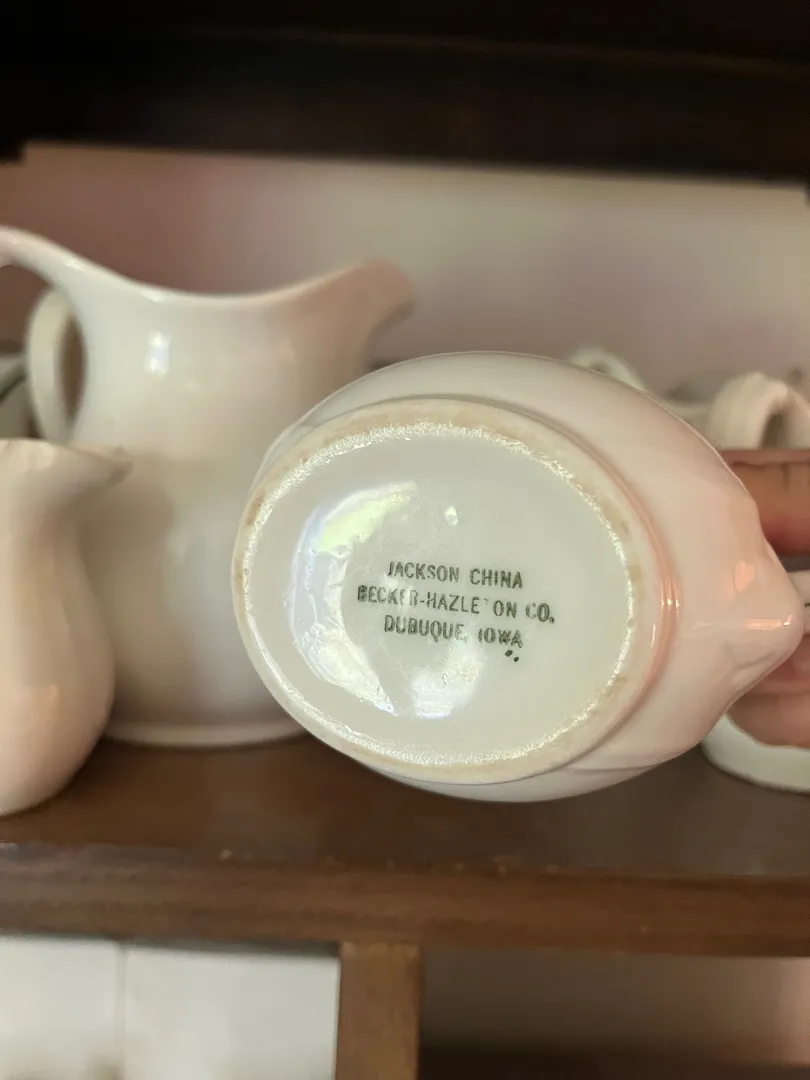 JACKSON CHINA
BECKER-HAZLETON CO.
DUBUQUE, IOWA